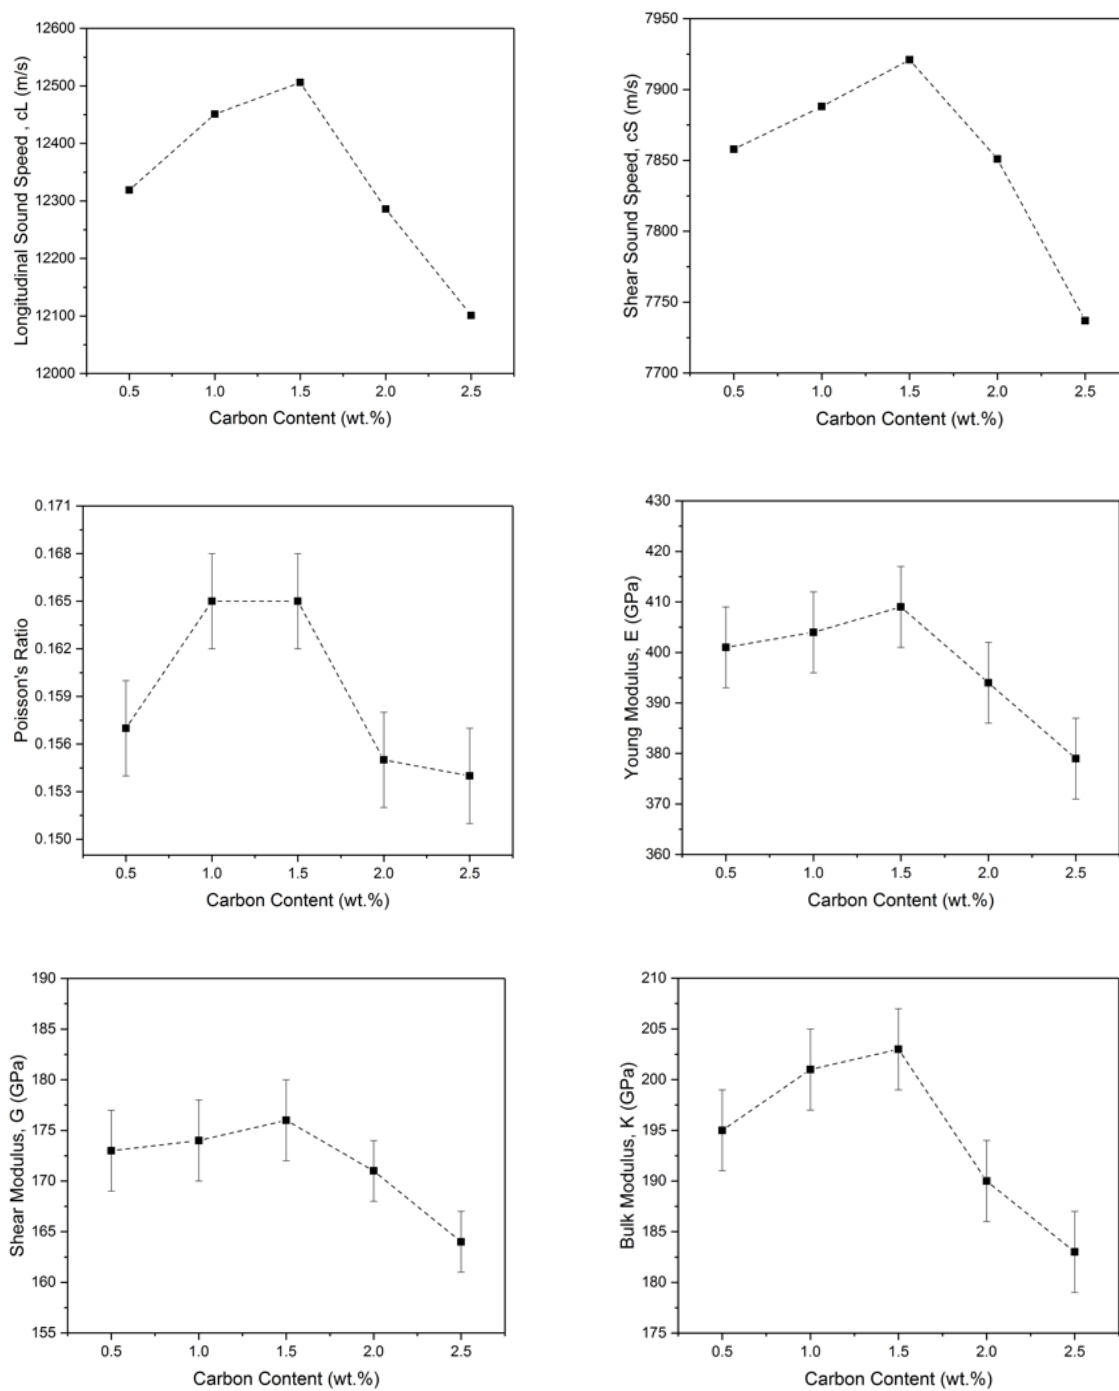 Longitudinal Sound Speed , cL (m/s)
12600
12500
12400
12300
12200
12100
12000
0.5 1.0 1.5 2.0 2.5
Carbon Content (wt.%)
Shear Sound Speed, cS (m/s)
7950
7900
7850
7800
7750
7700
0.5 1.0 1.5 2.0 2.5
Carbon Content (wt.%)
Poisson's Ratio
0.171
0.168
0.165
0.162
0.159
0.156
0.153
0.150
0.5 1.0 1.5 2.0 2.5
Carbon Content (wt.%)
Young Modulus, E (GPa)
430
420
410
400
390
380
370
360
0.5 1.0 1.5 2.0 2.5
Carbon Content (wt.%)
Shear Modulus, G (GPa)
190
185
180
175
170
165
160
155
0.5 1.0 1.5 2.0 2.5
Carbon Content (wt.%)
Bulk Modulus, K (GPa)
210
205
200
195
190
185
180
175
0.5 1.0 1.5 2.0 2.5
Carbon Content (wt.%)